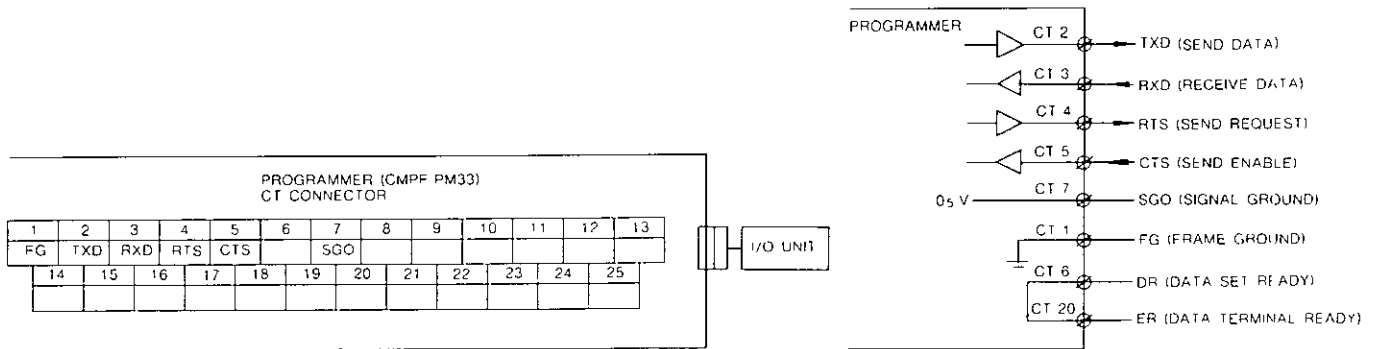 PROGRAMMER (CMPF PM33)
CT CONNECTOR
1 2 3 4 5 6 7 8 9 10 11 12 13
FG TXD RXD RTS CTS SGO
14 15 16 17 18 19 20 21 22 23 24 25
I/O UNIT
PROGRAMMER
CT 2 TXD (SEND DATA)
CT 3 RXD (RECEIVE DATA)
CT 4 RTS (SEND REQUEST)
CT 5 CTS (SEND ENABLE)
05 V CT 7 SGO (SIGNAL GROUND)
CT 1 FG (FRAME GROUND)
CT 6 DR (DATA SET READY)
CT 20 ER (DATA TERMINAL READY)